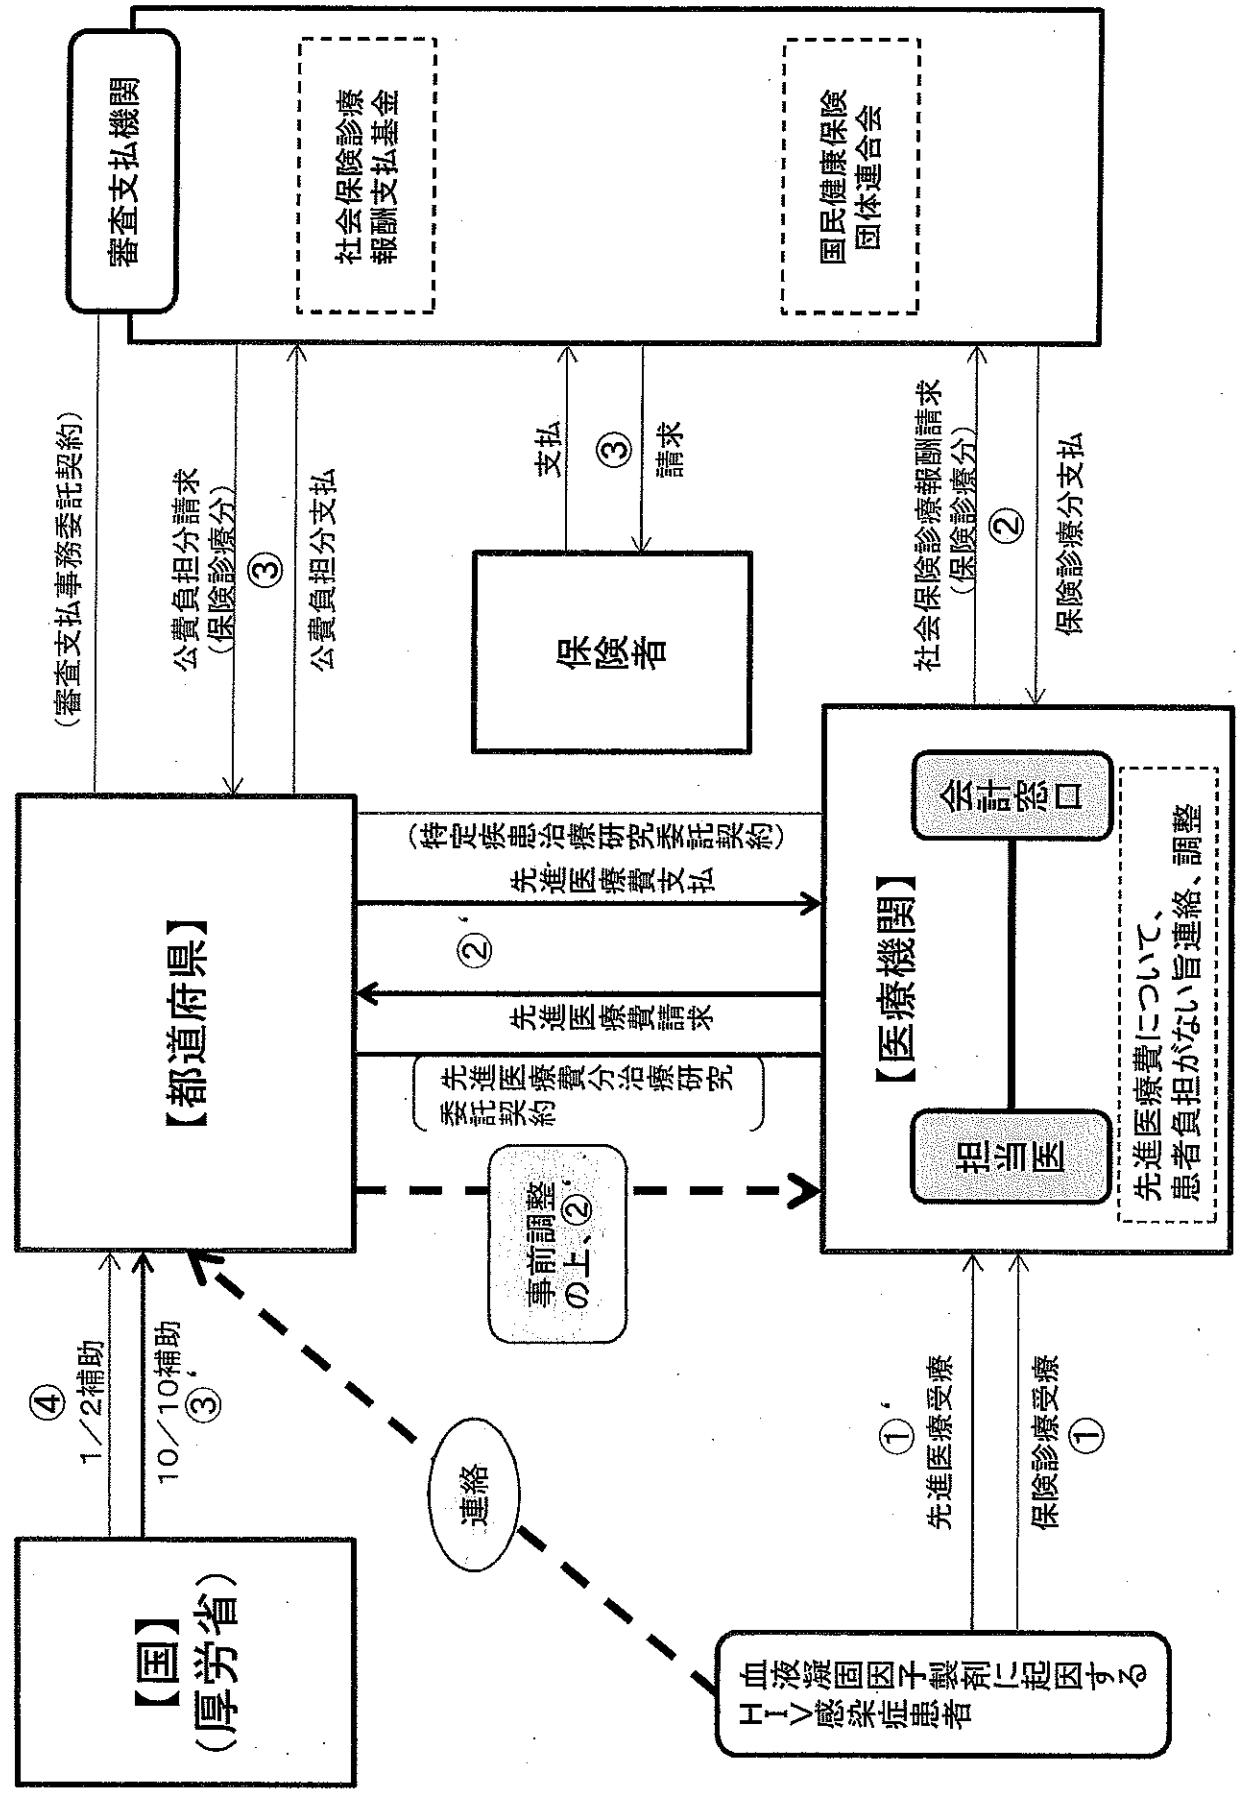 【国】
（厚労省）
④
1／2補助
10／10補助
③‘
【都道府県】
（審査支払事務委託契約）
公費負担分請求
（保険診療分）
③
公費負担分支払
審査支払機関
社会保険診療
報酬支払基金
国民健康保険
団体連合会
連絡
事前調整
の上、②‘
先進医療費分治療研究
委託契約
先進医療費請求
②‘
先進医療費支払
（特定疾患治療研究委託契約）
保険者
支払
③
請求
血液凝固因子製剤に起因する
HIV感染症患者
①‘
先進医療受療
保険診療受療
①
【医療機関】
担当医
会計窓口
先進医療費について、
患者負担がない旨連絡、調整
社会保険診療報酬請求
（保険診療分）
②
保険診療分支払